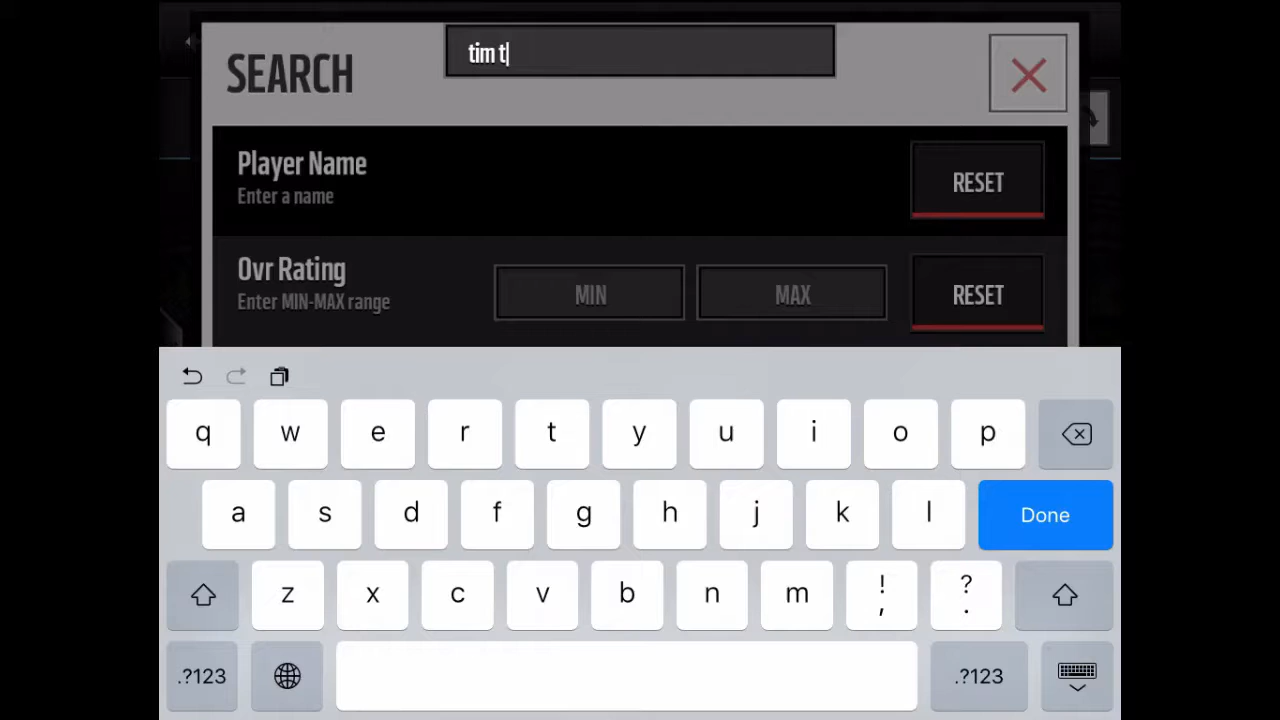 tim t
SEARCH
Player Name
Enter a name
RESET
Ovr Rating
Enter MIN-MAX range
MIN
MAX
RESET
q w e r t y u i o p
a s d f g h j k l Done
z x c v b n m ! , ? .
.?123 .?123